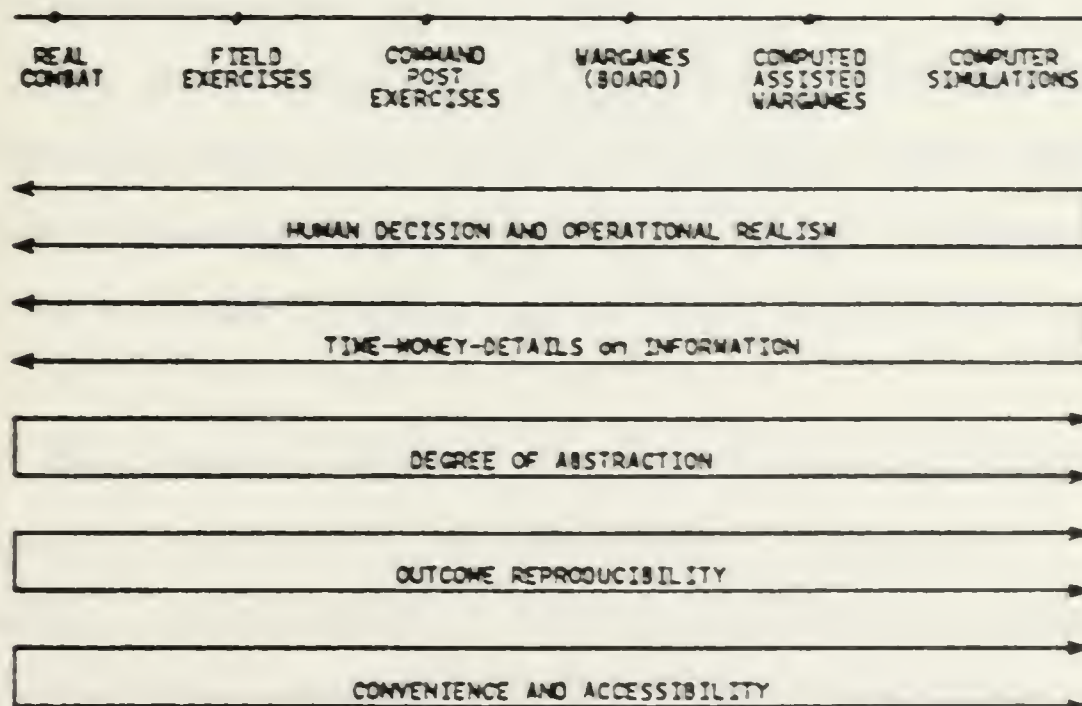 REAL COMBAT
FIELD EXERCISES
COMMAND POST EXERCISES
WARGAMES (BOARD)
COMPUTED ASSISTED WARGAMES
COMPUTER SIMULATIONS
HUMAN DECISION AND OPERATIONAL REALISM
TIME-MONEY-DETAILS on INFORMATION
DEGREE OF ABSTRACTION
OUTCOME REPRODUCIBILITY
CONVENIENCE AND ACCESSIBILITY